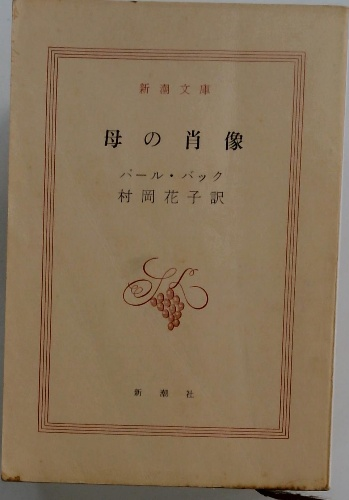 新潮文庫
母の肖像
パール・バック
村岡花子訳
新潮社